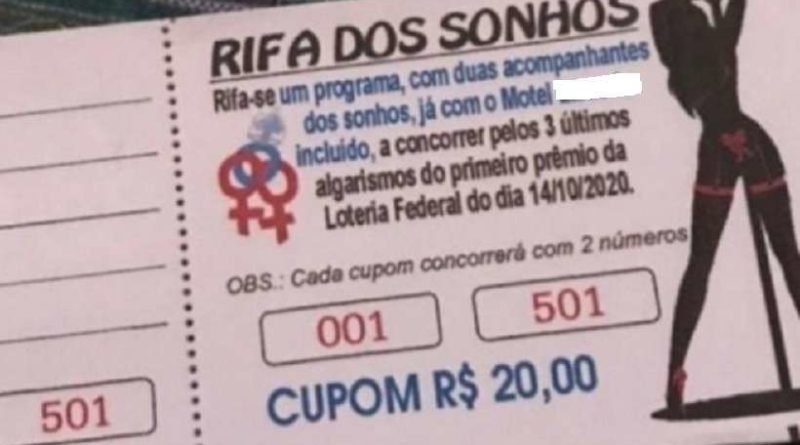 RIFA DOS SONHOS
Rifa-se um programa, com duas acompanhantes
dos sonhos, já com o Motel
incluído, a concorrer pelos 3 últimos
algarismos do primeiro prêmio da
Loteria Federal do dia 14/10/2020.
OBS.: Cada cupom concorrerá com 2 números
001 501
CUPOM R$ 20,00
501